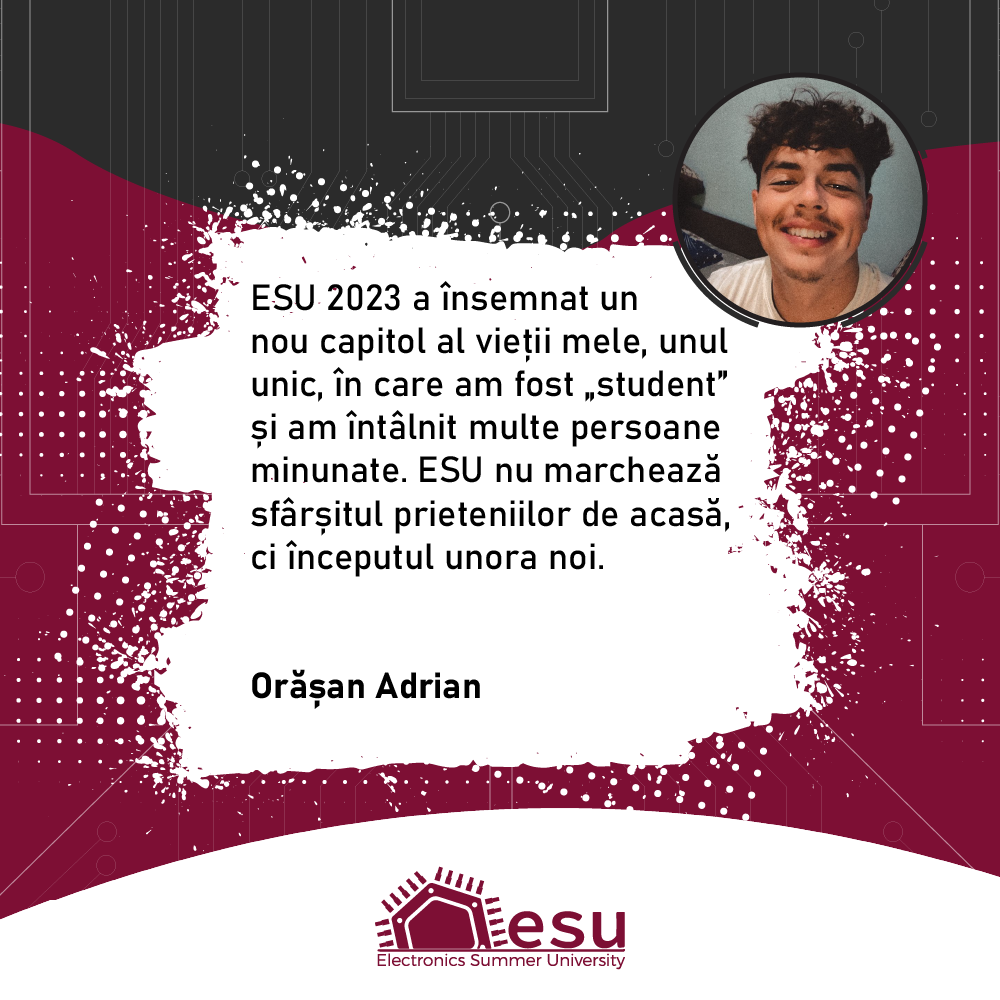 ESU 2023 a însemnat un
nou capitol al vieții mele, unul
unic, în care am fost „student”
și am întâlnit multe persoane
minunate. ESU nu marchează
sfârșitul prieteniilor de acasă,
ci începutul unora noi.
Orășan Adrian
esu
Electronics Summer University